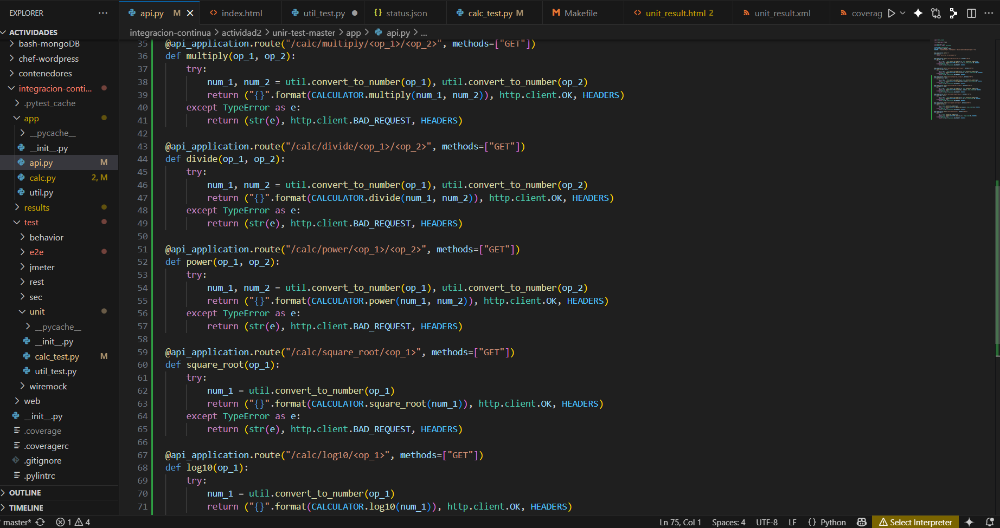 EXPLORER
···
api.py M
index.html
util_test.py
{} status.json
calc_test.py M
M Makefile
unit_result.html 2
unit_result.xml
coverag
ACTIVIDADES
integracion-continua > actividad2 > unir-test-master > app > api.py > ...
bash-mongoDB
chef-wordpress
contenedores
integracion-conti...
.pytest_cache
app
__pycache__
__init__.py
api.py M
calc.py 2, M
util.py
results
test
behavior
e2e
jmeter
rest
sec
unit
__pycache__
__init__.py
calc_test.py M
util_test.py
wiremock
web
__init__.py
.coverage
.coveragerc
.gitignore
.pylintrc
OUTLINE
TIMELINE
35 @api_application.route("/calc/multiply/<op_1>/<op_2>", methods=["GET"])
36 def multiply(op_1, op_2):
37 try:
38 num_1, num_2 = util.convert_to_number(op_1), util.convert_to_number(op_2)
39 return ("{}".format(CALCULATOR.multiply(num_1, num_2)), http.client.OK, HEADERS)
40 except TypeError as e:
41 return (str(e), http.client.BAD_REQUEST, HEADERS)
42
43 @api_application.route("/calc/divide/<op_1>/<op_2>", methods=["GET"])
44 def divide(op_1, op_2):
45 try:
46 num_1, num_2 = util.convert_to_number(op_1), util.convert_to_number(op_2)
47 return ("{}".format(CALCULATOR.divide(num_1, num_2)), http.client.OK, HEADERS)
48 except TypeError as e:
49 return (str(e), http.client.BAD_REQUEST, HEADERS)
50
51 @api_application.route("/calc/power/<op_1>/<op_2>", methods=["GET"])
52 def power(op_1, op_2):
53 try:
54 num_1, num_2 = util.convert_to_number(op_1), util.convert_to_number(op_2)
55 return ("{}".format(CALCULATOR.power(num_1, num_2)), http.client.OK, HEADERS)
56 except TypeError as e:
57 return (str(e), http.client.BAD_REQUEST, HEADERS)
58
59 @api_application.route("/calc/square_root/<op_1>", methods=["GET"])
60 def square_root(op_1):
61 try:
62 num_1 = util.convert_to_number(op_1)
63 return ("{}".format(CALCULATOR.square_root(num_1)), http.client.OK, HEADERS)
64 except TypeError as e:
65 return (str(e), http.client.BAD_REQUEST, HEADERS)
66
67 @api_application.route("/calc/log10/<op_1>", methods=["GET"])
68 def log10(op_1):
69 try:
70 num_1 = util.convert_to_number(op_1)
71 return ("{}".format(CALCULATOR.log10(num_1)), http.client.OK, HEADERS)
master* 1 4
Ln 75, Col 1 Spaces: 4 UTF-8 LF {} Python Select Interpreter